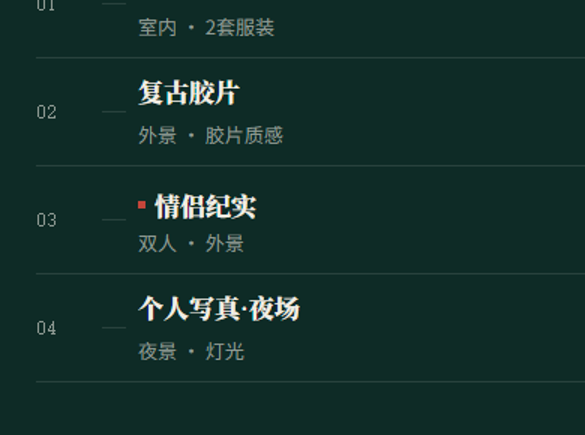 01
室内 · 2套服装
02
复古胶片
外景 · 胶片质感
03
情侣纪实
双人 · 外景
04
个人写真·夜场
夜景 · 灯光